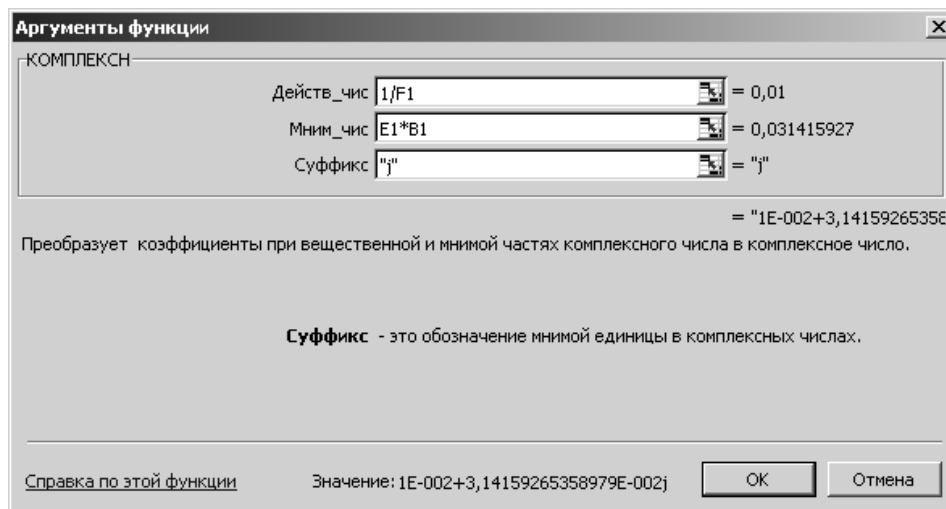 Аргументы функции
КОМПЛЕКСН
Действ_чис 1/F1 = 0,01
Мним_чис E1*B1 = 0,031415927
Суффикс "j" = "j"
= "1E-002+3,14159265358
Преобразует коэффициенты при вещественной и мнимой частях комплексного числа в комплексное число.
Суффикс - это обозначение мнимой единицы в комплексных числах.
Справка по этой функции Значение: 1E-002+3,14159265358979E-002j OK Отмена